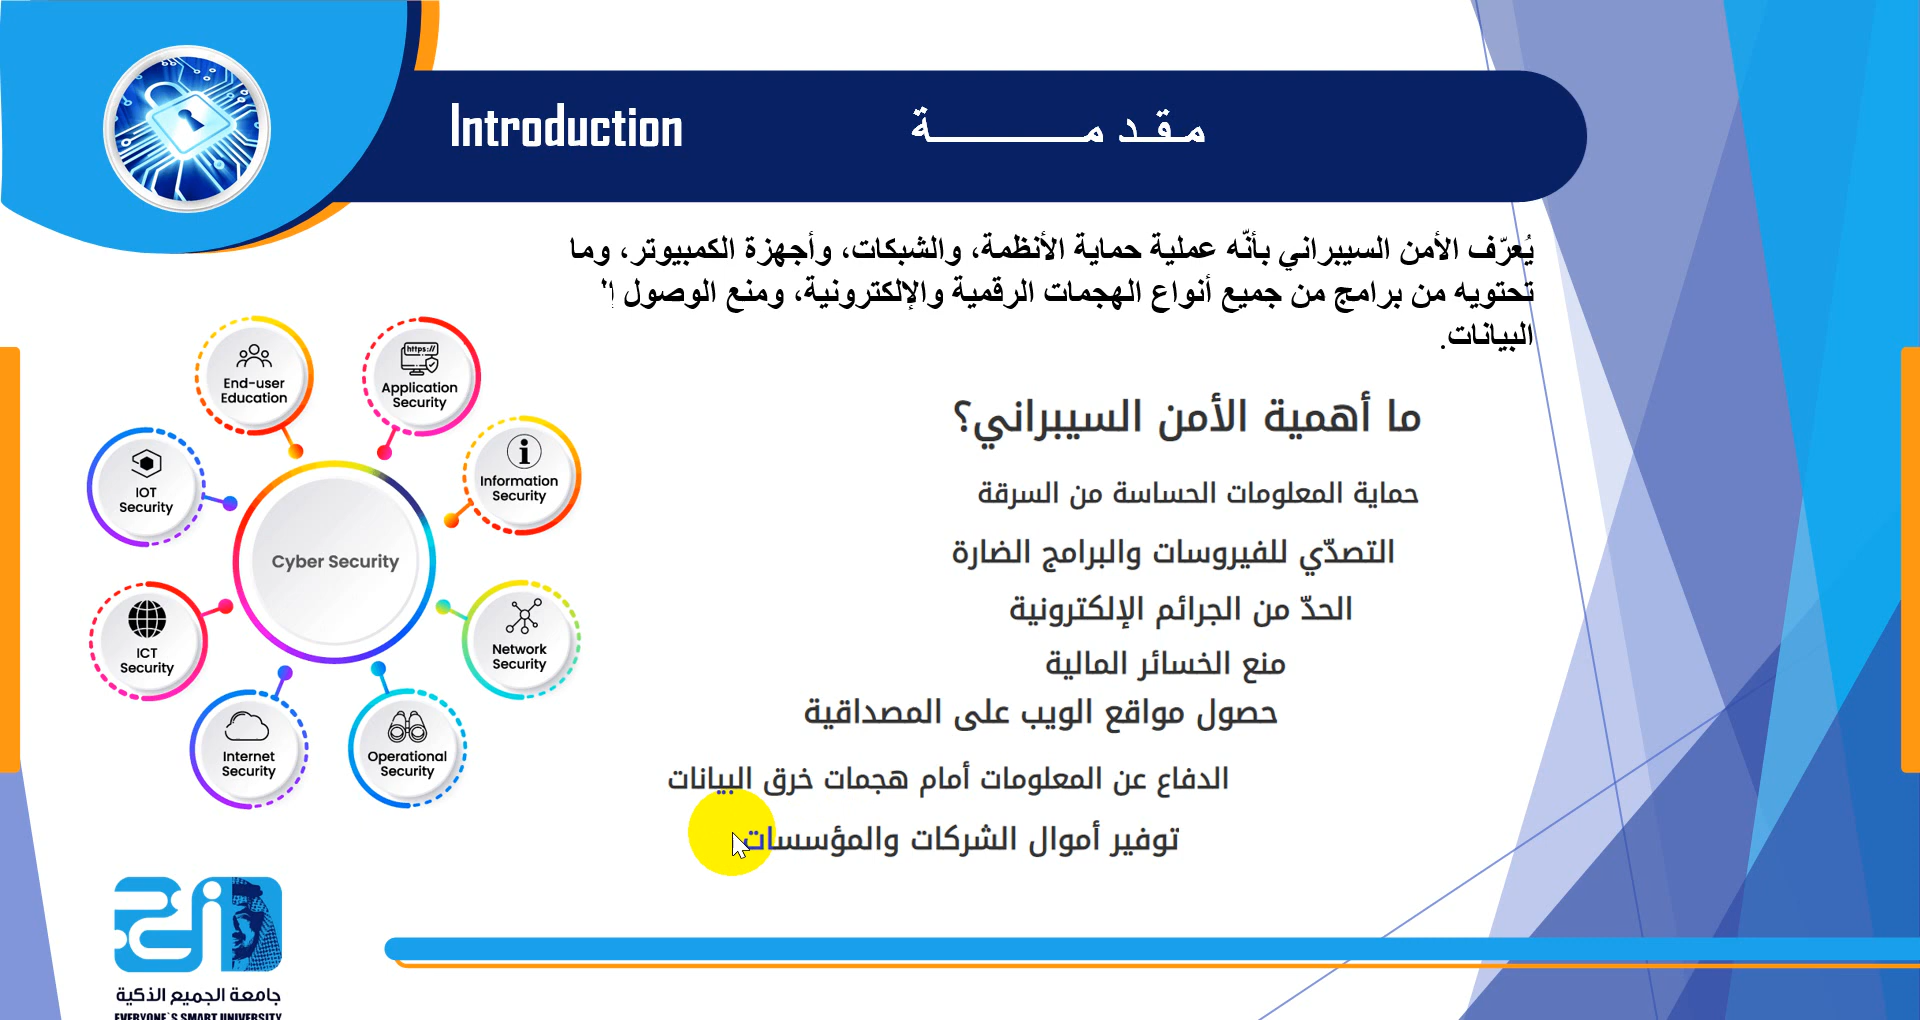 Introduction
مقدمة
يُعرّف الأمن السيبراني بأنّه عملية حماية الأنظمة، والشبكات، وأجهزة الكمبيوتر، وما
تحتويه من برامج من جميع أنواع الهجمات الرقمية والإلكترونية، ومنع الوصول
البيانات.
End-user
Education
https://
Application
Security
Information
Security
IOT
Security
Cyber Security
ICT
Security
Network
Security
Internet
Security
Operational
Security
ما أهمية الأمن السيبراني؟
حماية المعلومات الحساسة من السرقة
التصدّي للفيروسات والبرامج الضارة
الحدّ من الجرائم الإلكترونية
منع الخسائر المالية
حصول مواقع الويب على المصداقية
الدفاع عن المعلومات أمام هجمات خرق البيانات
توفير أموال الشركات والمؤسسات
جامعة الجميع الذكية
EVERYONE`S SMART UNIVERSITY